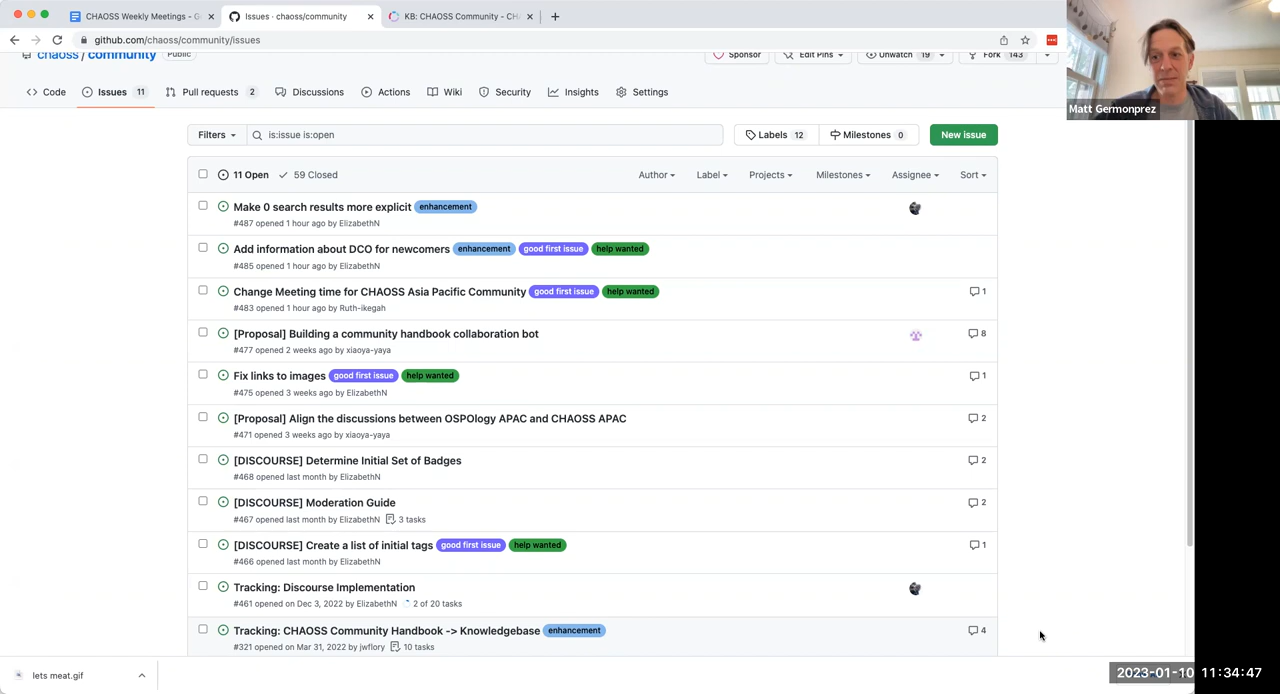 CHAOSS Weekly Meetings - G
Issues · chaoss/community
KB: CHAOSS Community - CH
github.com/chaoss/community/issues
chaoss / community Public
Sponsor
Edit Pins
Unwatch 19
Fork 143
Code
Issues 11
Pull requests 2
Discussions
Actions
Wiki
Security
Insights
Settings
Filters
is:issue is:open
Labels 12
Milestones 0
New issue
11 Open
59 Closed
Author
Label
Projects
Milestones
Assignee
Sort
Make 0 search results more explicit enhancement
#487 opened 1 hour ago by ElizabethN
Add information about DCO for newcomers enhancement good first issue help wanted
#485 opened 1 hour ago by ElizabethN
Change Meeting time for CHAOSS Asia Pacific Community good first issue help wanted 1
#483 opened 1 hour ago by Ruth-ikegah
[Proposal] Building a community handbook collaboration bot 8
#477 opened 2 weeks ago by xiaoya-yaya
Fix links to images good first issue help wanted 1
#475 opened 3 weeks ago by ElizabethN
[Proposal] Align the discussions between OSPOlogy APAC and CHAOSS APAC 2
#471 opened 3 weeks ago by xiaoya-yaya
[DISCOURSE] Determine Initial Set of Badges 2
#468 opened last month by ElizabethN
[DISCOURSE] Moderation Guide 2
#467 opened last month by ElizabethN 3 tasks
[DISCOURSE] Create a list of initial tags good first issue help wanted 1
#466 opened last month by ElizabethN
Tracking: Discourse Implementation
#461 opened on Dec 3, 2022 by ElizabethN 2 of 20 tasks
Tracking: CHAOSS Community Handbook -> Knowledgebase enhancement 4
#321 opened on Mar 31, 2022 by jwflory 10 tasks
lets meat.gif
Matt Germonprez
2023-01-10 11:34:47